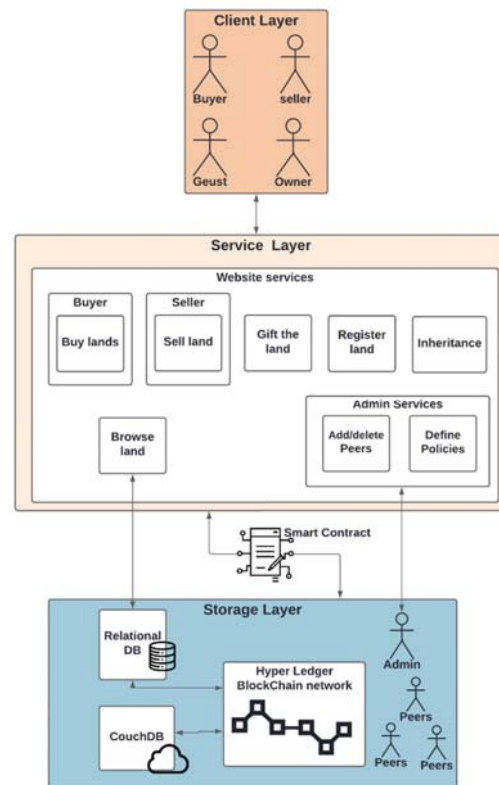 Client Layer
Buyer
seller
Geust
Owner
Service Layer
Website services
Buyer
Buy lands
Seller
Sell land
Gift the
land
Register
land
Inheritance
Browse
land
Admin Services
Add/delete
Peers
Define
Policies
Smart Contract
Storage Layer
Relational
DB
Hyper Ledger
BlockChain network
CouchDB
Admin
Peers
Peers
Peers